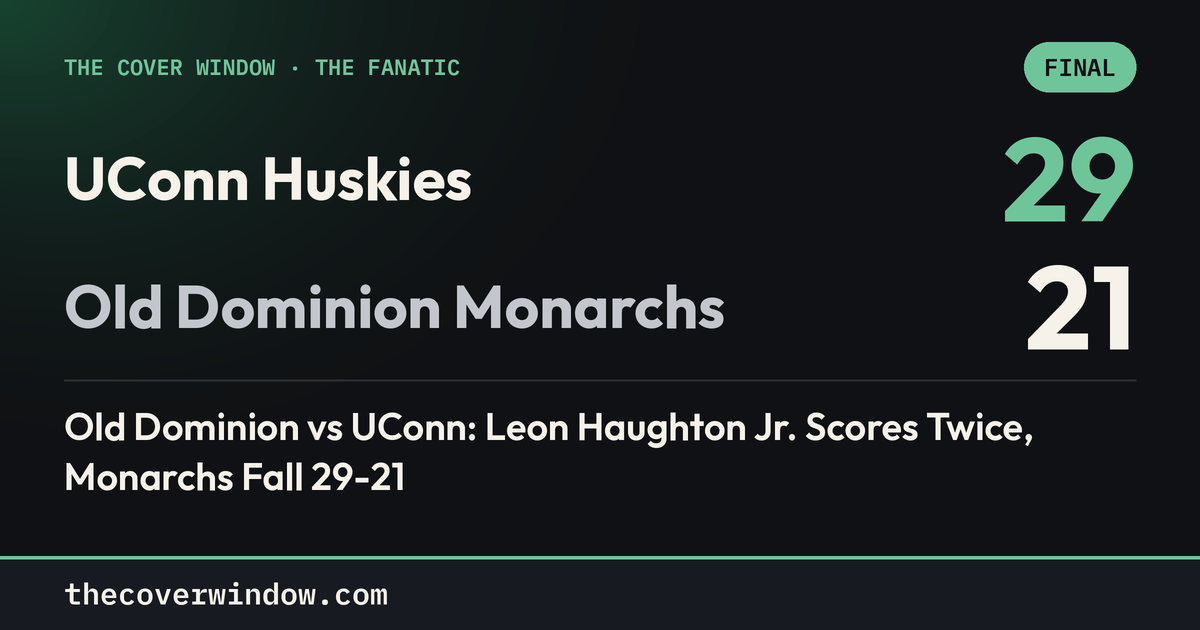 THE COVER WINDOW · THE FANATIC
FINAL
UConn Huskies
29
Old Dominion Monarchs
21
Old Dominion vs UConn: Leon Haughton Jr. Scores Twice,
Monarchs Fall 29-21
thecoverwindow.com